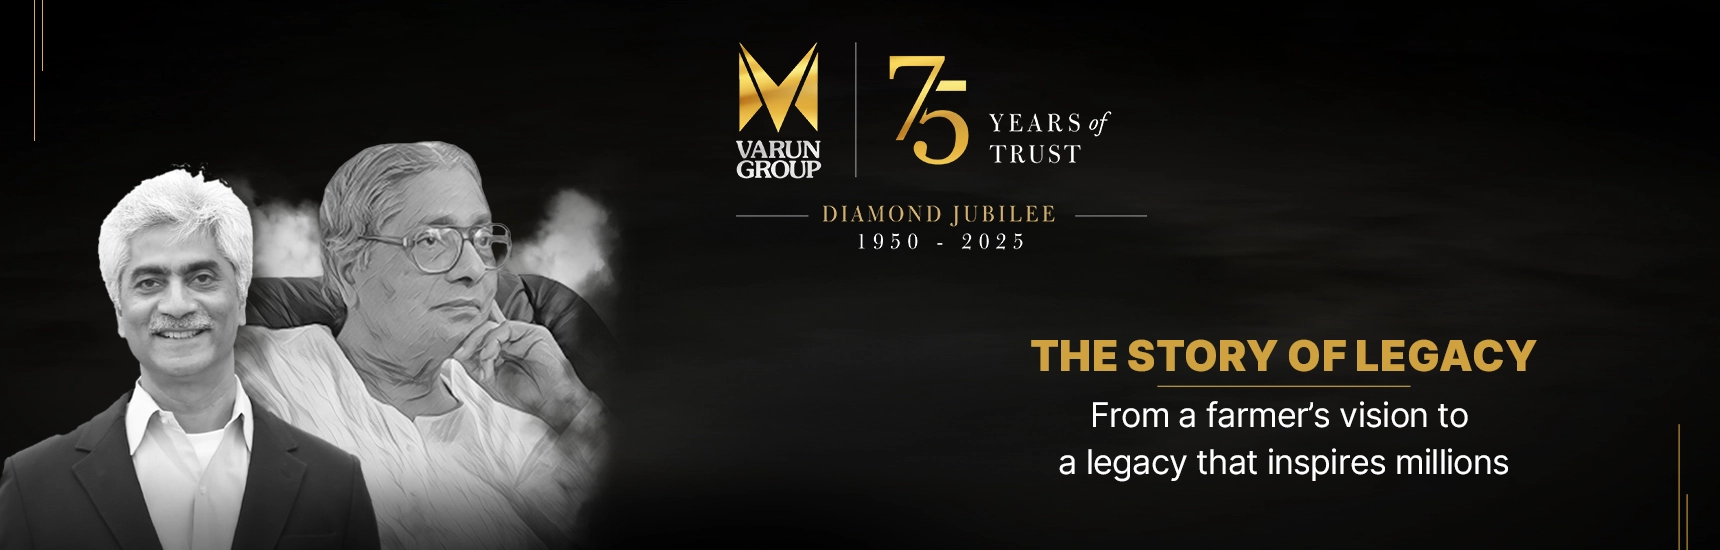 VARUN
GROUP
75
YEARS of
TRUST
DIAMOND JUBILEE
1950 - 2025
THE STORY OF LEGACY
From a farmer’s vision to
a legacy that inspires millions